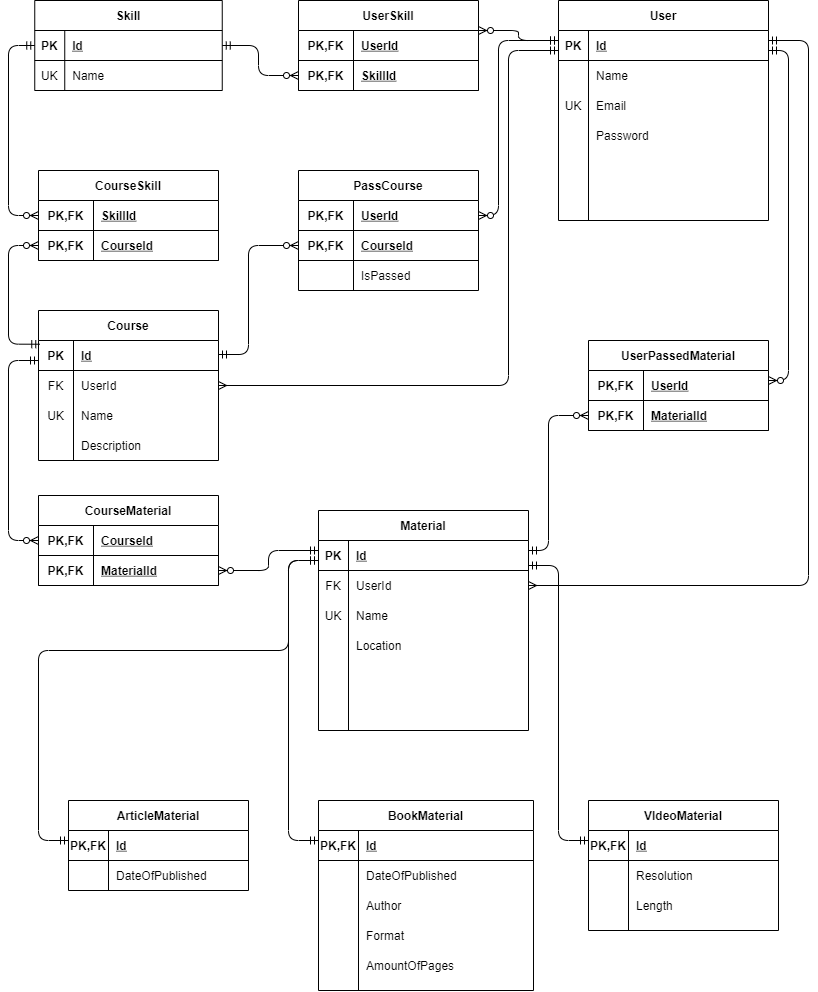 Skill
PK Id
UK Name
UserSkill
PK,FK UserId
PK,FK SkillId
User
PK Id
Name
UK Email
Password
CourseSkill
PK,FK SkillId
PK,FK CourseId
PassCourse
PK,FK UserId
PK,FK CourseId
IsPassed
Course
PK Id
FK UserId
UK Name
Description
UserPassedMaterial
PK,FK UserId
PK,FK MaterialId
CourseMaterial
PK,FK CourseId
PK,FK MaterialId
Material
PK Id
FK UserId
UK Name
Location
ArticleMaterial
PK,FK Id
DateOfPublished
BookMaterial
PK,FK Id
DateOfPublished
Author
Format
AmountOfPages
VIdeoMaterial
PK,FK Id
Resolution
Length